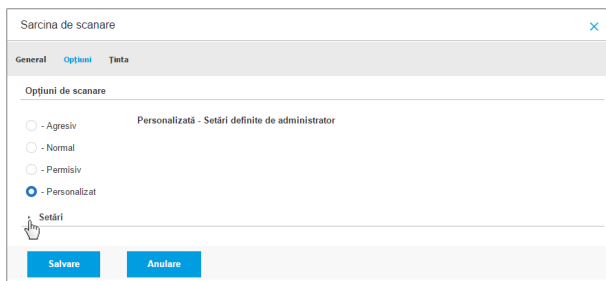 Sarcina de scanare
General Opțiuni Ținta
Opțiuni de scanare
- Agresiv
Personalizată - Setări definite de administrator
- Normal
- Permisiv
- Personalizat
Setări
Salvare Anulare